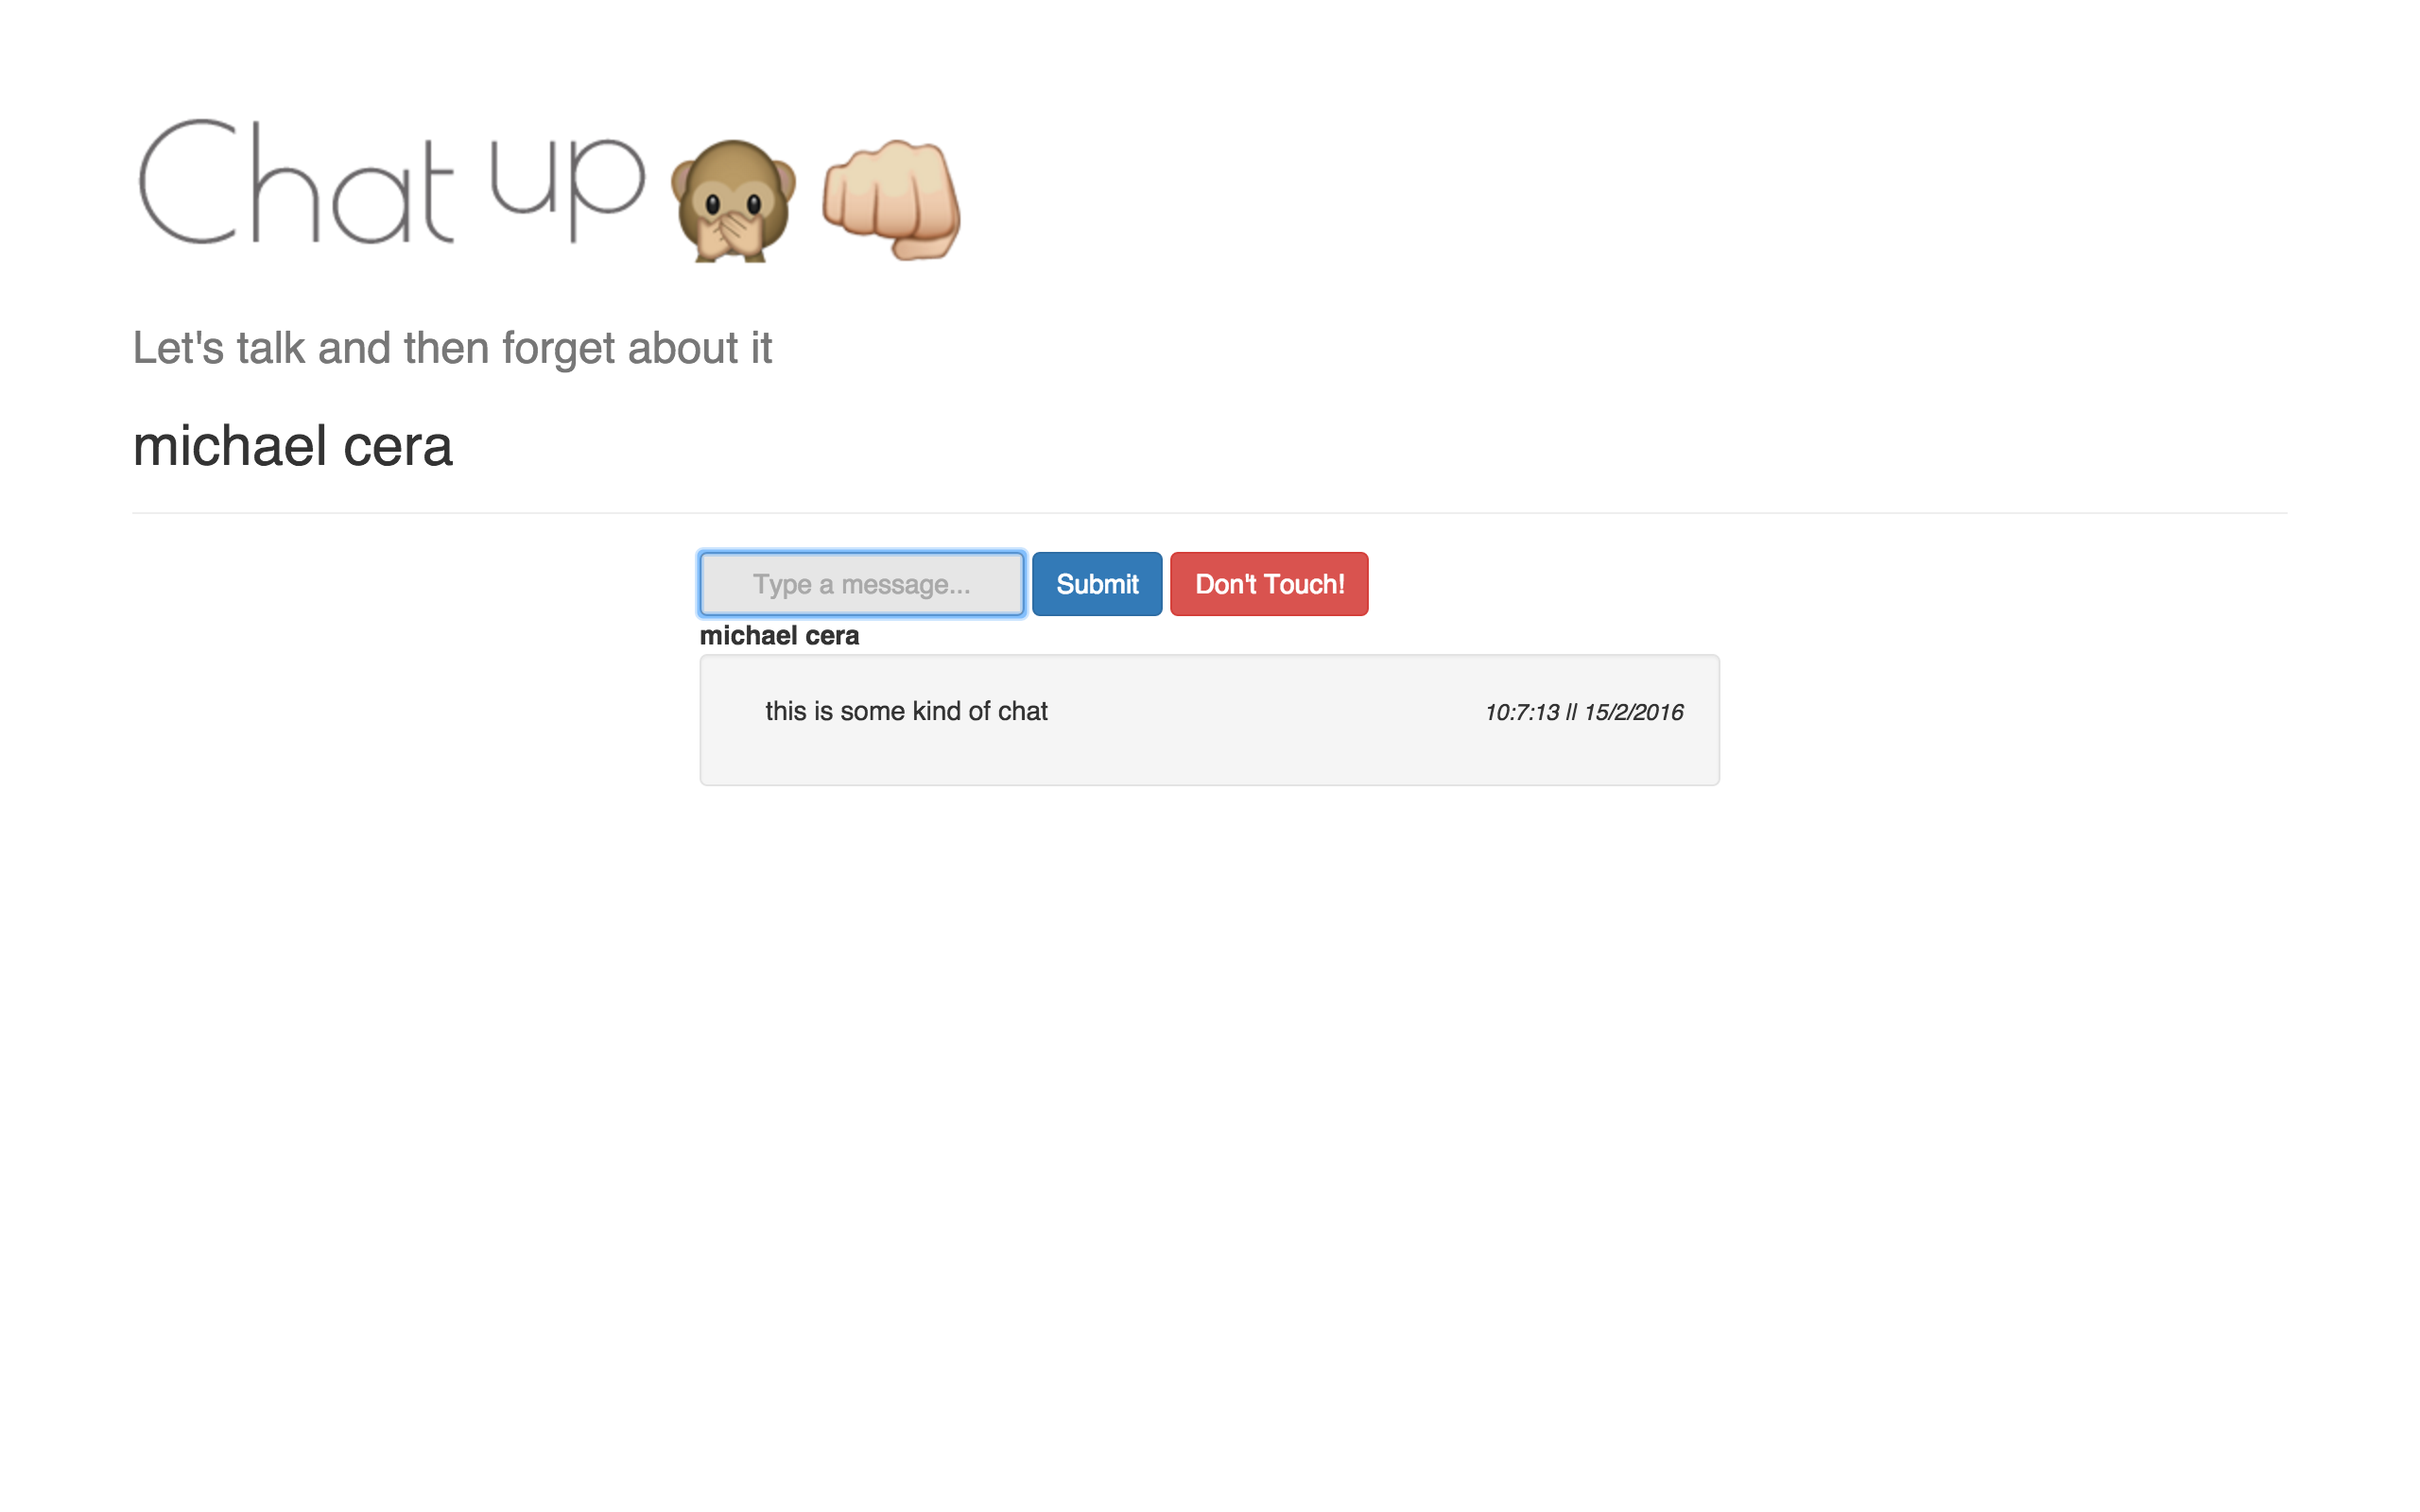 Chat up
Let's talk and then forget about it
michael cera
Type a message... Submit Don't Touch!
michael cera
this is some kind of chat 10:7:13 // 15/2/2016